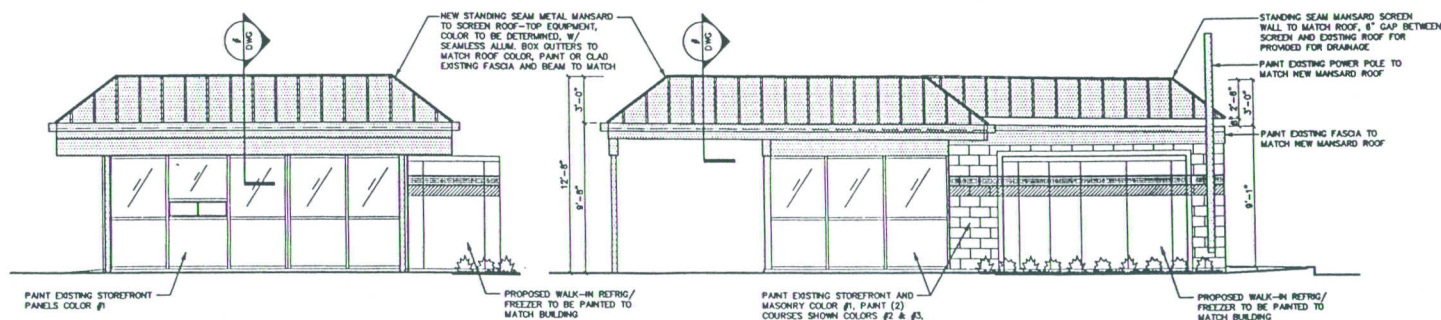 NEW STANDING SEAM METAL MANSARD
TO SCREEN ROOF-TOP EQUIPMENT,
COLOR TO BE DETERMINED, W/
SEAMLESS ALUM. BOX GUTTERS TO
MATCH ROOF COLOR, PAINT OR CLAD
EXISTING FASCIA AND BEAM TO MATCH
#
DWG
#
DWG
STANDING SEAM MANSARD SCREEN
WALL TO MATCH ROOF, 6" GAP BETWEEN
SCREEN AND EXISTING ROOF FOR
PROVIDED FOR DRAINAGE
PAINT EXISTING POWER POLE TO
MATCH NEW MANSARD ROOF
PAINT EXISTING FASCIA TO
MATCH NEW MANSARD ROOF
3'-0"
12'-8"
9'-8"
6"
2'-6"
3'-0"
9'-1"
PAINT EXISTING STOREFRONT
PANELS COLOR #1
PROPOSED WALK-IN REFRIG/
FREEZER TO BE PAINTED TO
MATCH BUILDING
PAINT EXISTING STOREFRONT AND
MASONRY COLOR #1, PAINT (2)
COURSES SHOWN COLORS #2 & #3,
PROPOSED WALK-IN REFRIG/
FREEZER TO BE PAINTED TO
MATCH BUILDING